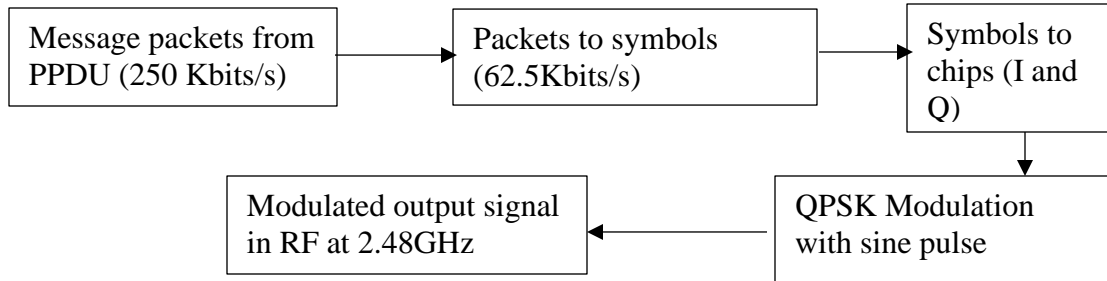 Message packets from
PPDU (250 Kbits/s)
Packets to symbols
(62.5Kbits/s)
Symbols to
chips (I and
Q)
QPSK Modulation
with sine pulse
Modulated output signal
in RF at 2.48GHz